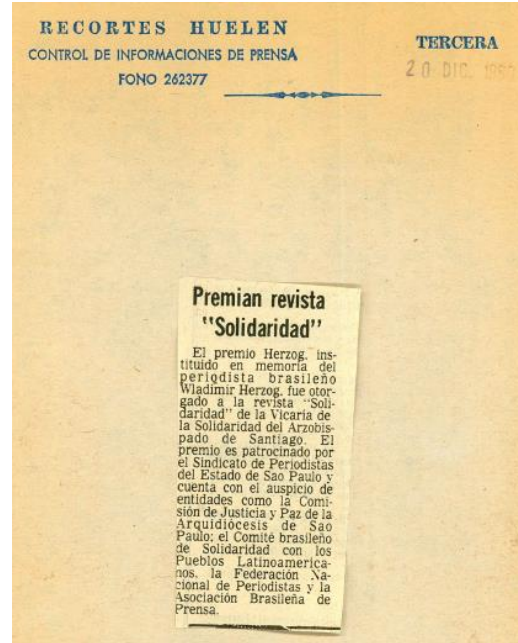 RECORTES HUELEN
CONTROL DE INFORMACIONES DE PRENSA
FONO 262377
TERCERA
20 DIC. 1980
Premian revista
"Solidaridad"
El premio Herzog, ins-
tituido en memoria del
periodista brasileño
Wladimir Herzog, fue otor-
gado a la revista "Soli-
daridad" de la Vicaría de
la Solidaridad del Arzobis-
pado de Santiago. El
premio es patrocinado por
el Sindicato de Periodistas
del Estado de Sao Paulo y
cuenta con el auspicio de
entidades como la Comi-
sión de Justicia y Paz de la
Arquidiócesis de Sao
Paulo; el Comité brasileño
de Solidaridad con los
Pueblos Latinoamerica-
nos, la Federación Na-
cional de Periodistas y la
Asociación Brasileña de
Prensa.